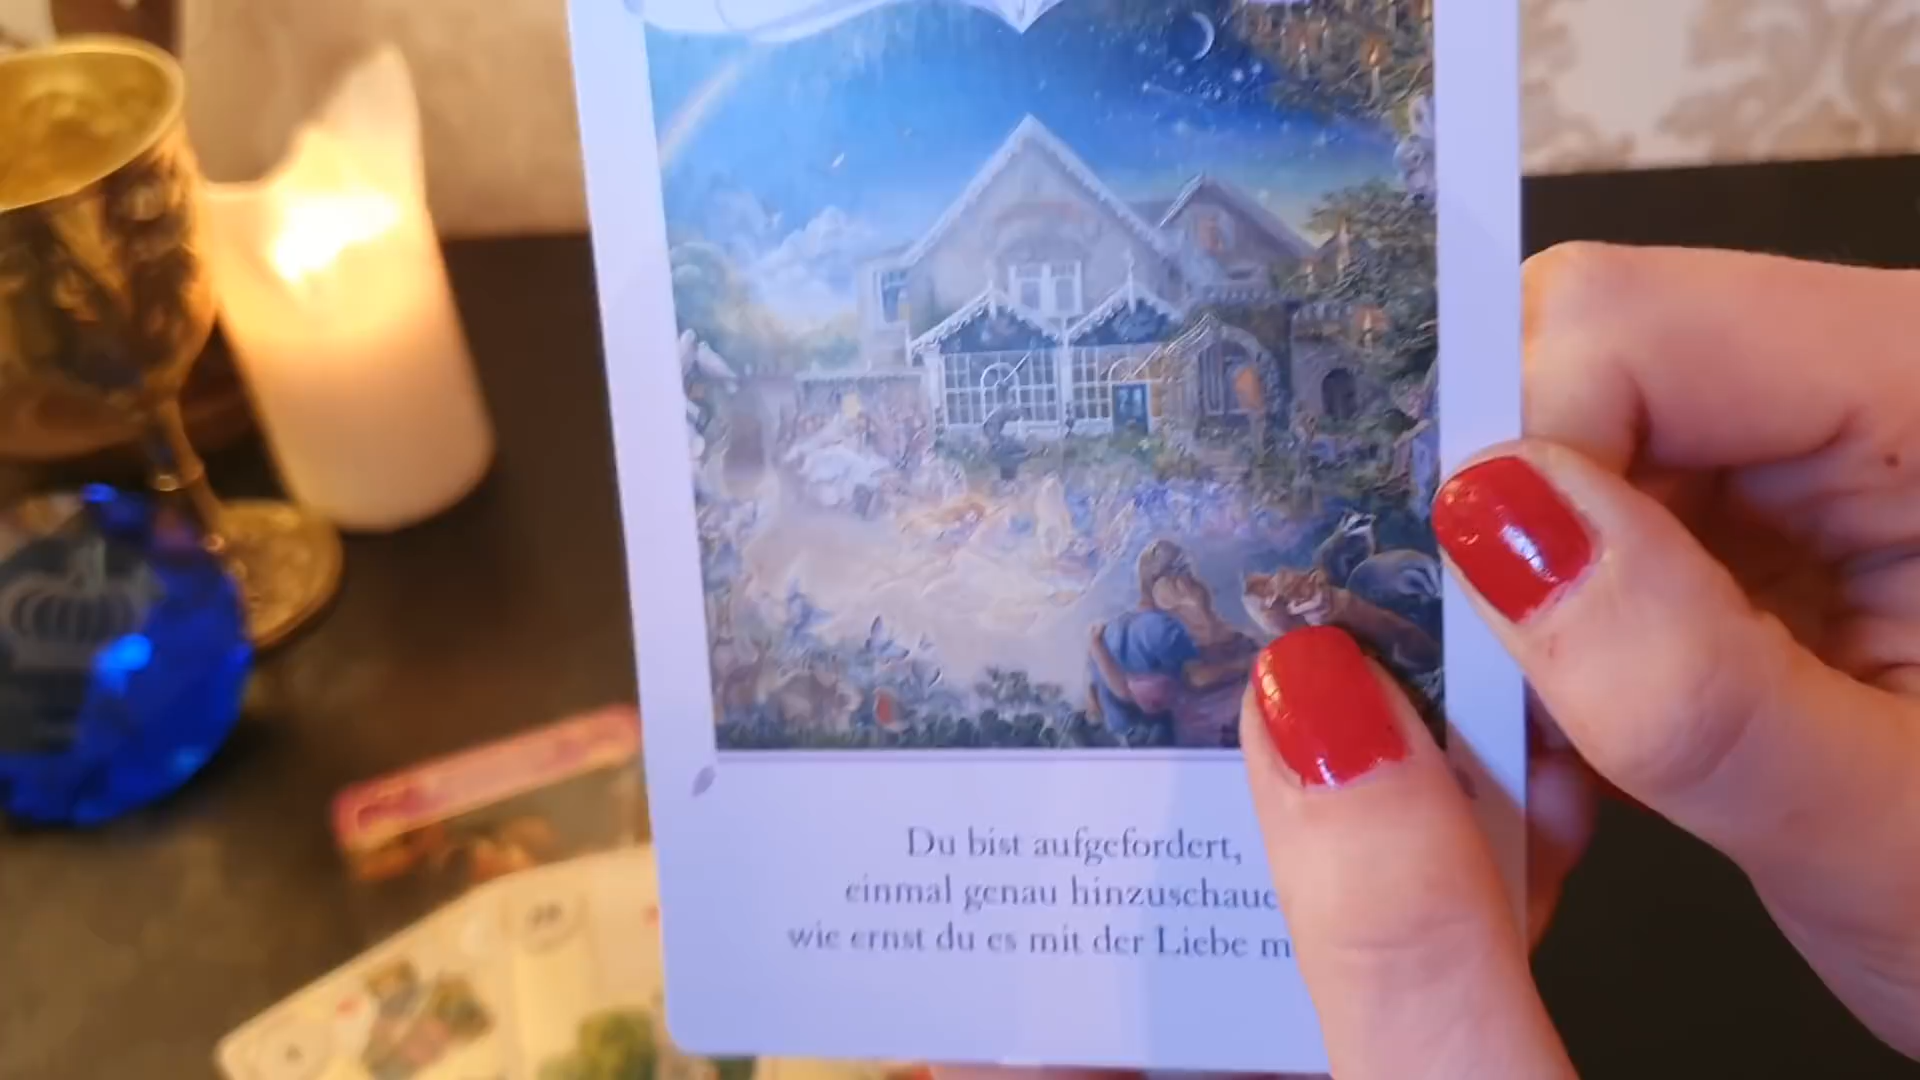 Du bist aufgefordert,
einmal genau hinzuschaue
wie ernst du es mit der Liebe m